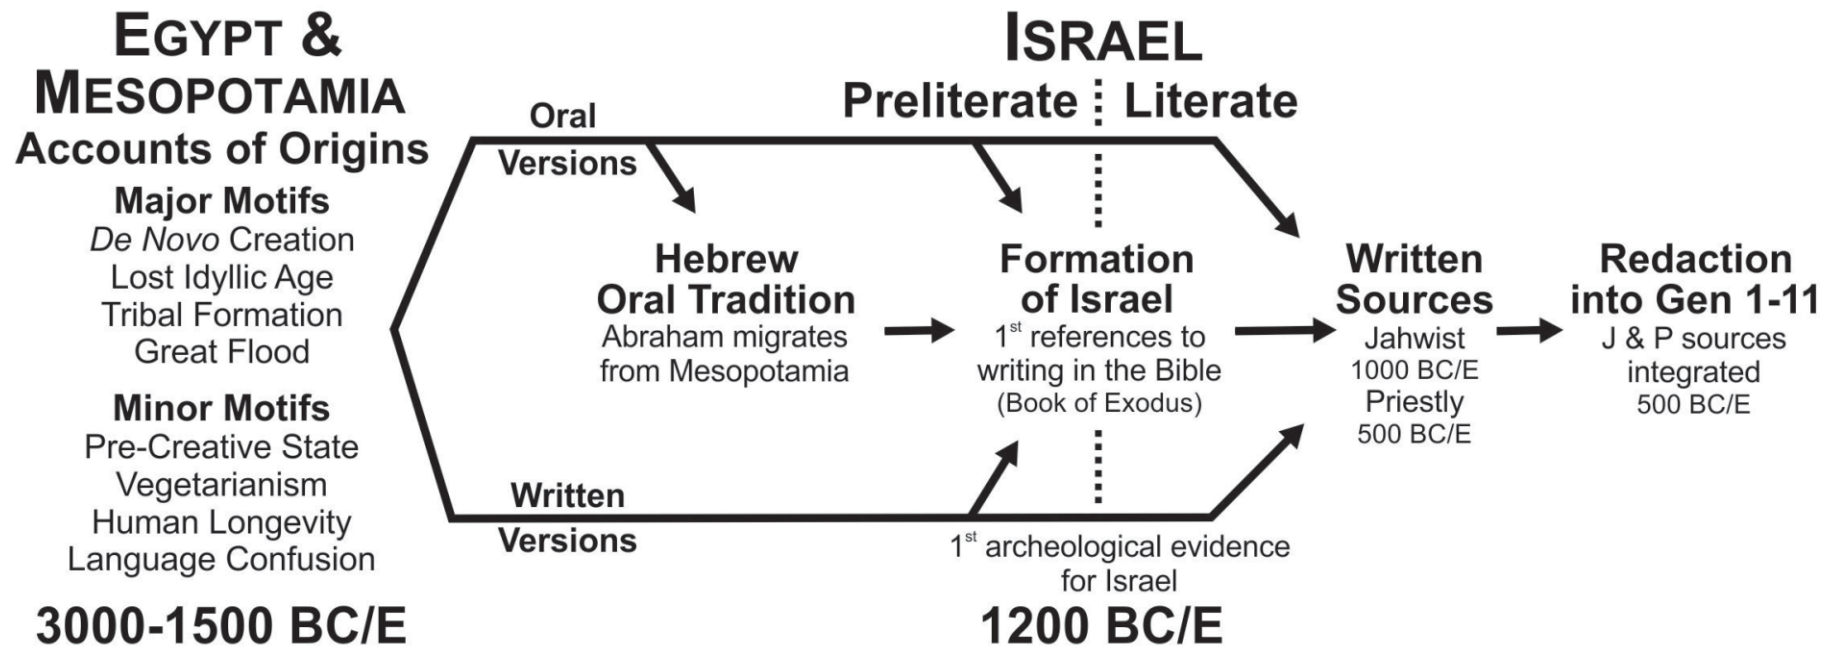 EGYPT &
MESOPOTAMIA
Accounts of Origins
Major Motifs
De Novo Creation
Lost Idyllic Age
Tribal Formation
Great Flood
Minor Motifs
Pre-Creative State
Vegetarianism
Human Longevity
Language Confusion
3000-1500 BC/E
Oral
Versions
Written
Versions
ISRAEL
Preliterate Literate
Hebrew
Oral Tradition
Abraham migrates
from Mesopotamia
Formation
of Israel
1st references to
writing in the Bible
(Book of Exodus)
1st archeological evidence
for Israel
1200 BC/E
Written
Sources
Jahwist
1000 BC/E
Priestly
500 BC/E
Redaction
into Gen 1-11
J & P sources
integrated
500 BC/E